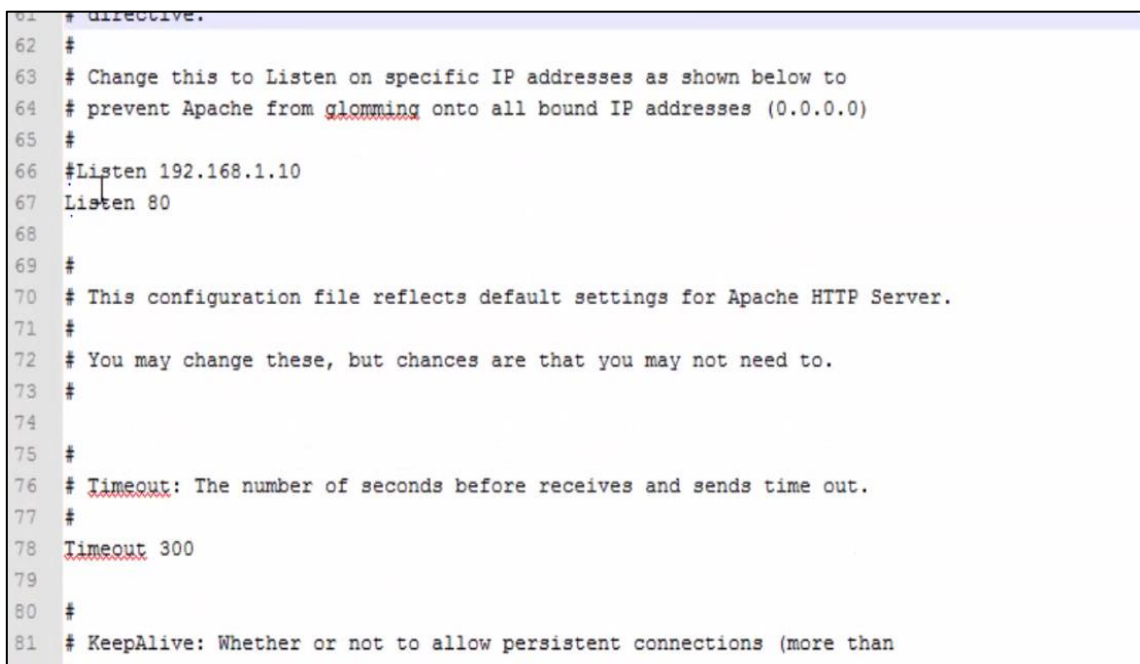 61 # directive.
62 #
63 # Change this to Listen on specific IP addresses as shown below to
64 # prevent Apache from glomming onto all bound IP addresses (0.0.0.0)
65 #
66 #Listen 192.168.1.10
67 Listen 80
68
69 #
70 # This configuration file reflects default settings for Apache HTTP Server.
71 #
72 # You may change these, but chances are that you may not need to.
73 #
74
75 #
76 # Timeout: The number of seconds before receives and sends time out.
77 #
78 Timeout 300
79
80 #
81 # KeepAlive: Whether or not to allow persistent connections (more than